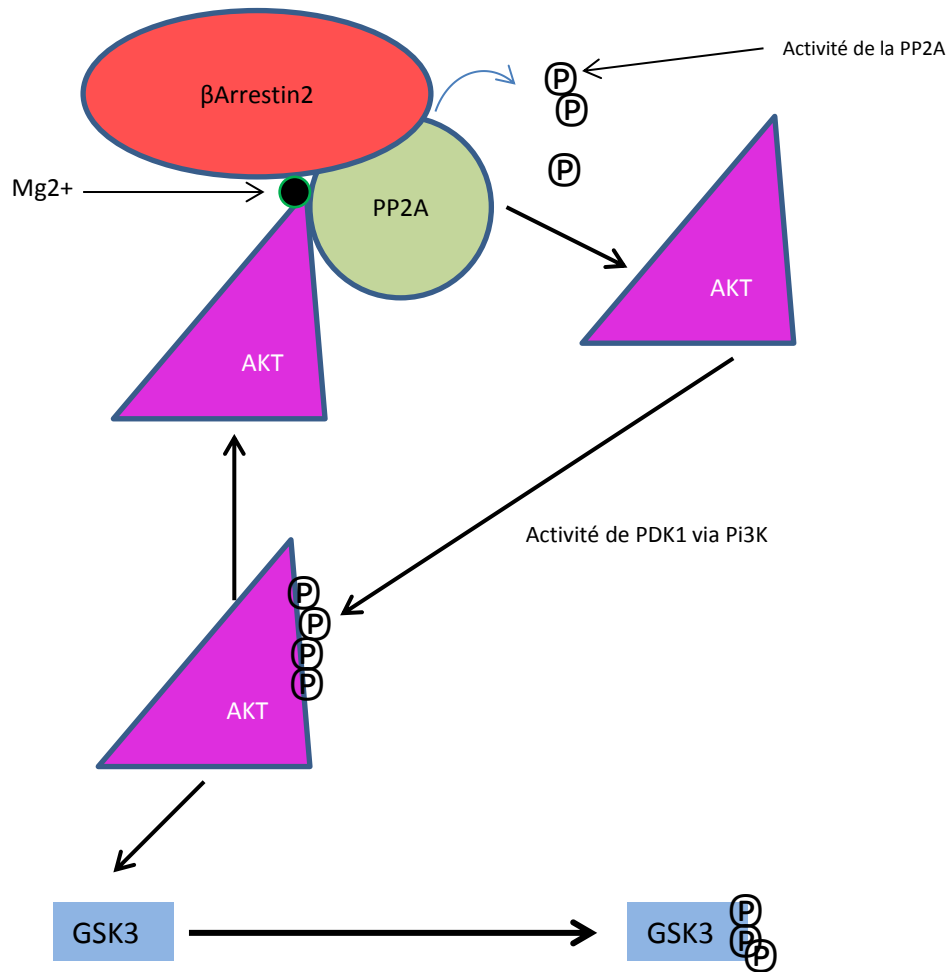 Activité de la PP2A
βArrestin2
P
P
P
Mg2+
PP2A
AKT
AKT
Activité de PDK1 via Pi3K
P
P
P
P
AKT
GSK3
GSK3
P
P
P